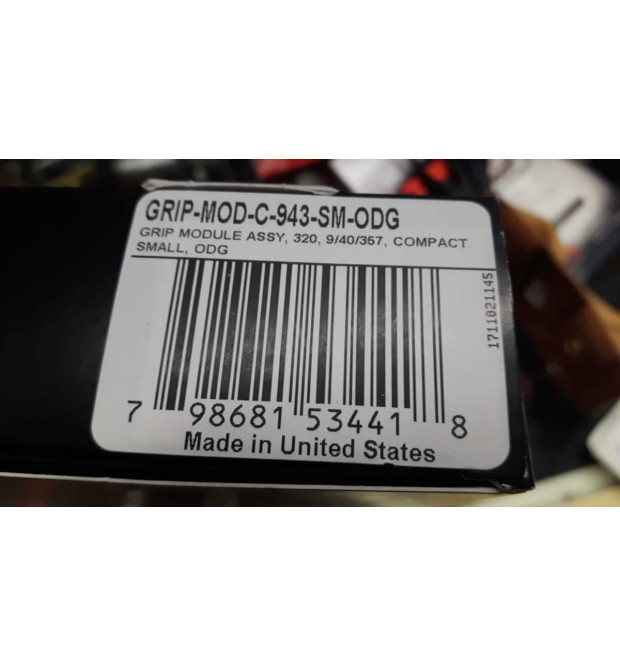 GRIP-MOD-C-943-SM-ODG
GRIP MODULE ASSY, 320, 9/40/357, COMPACT
SMALL, ODG
1711021145
7 98681 53441 8
Made in United States